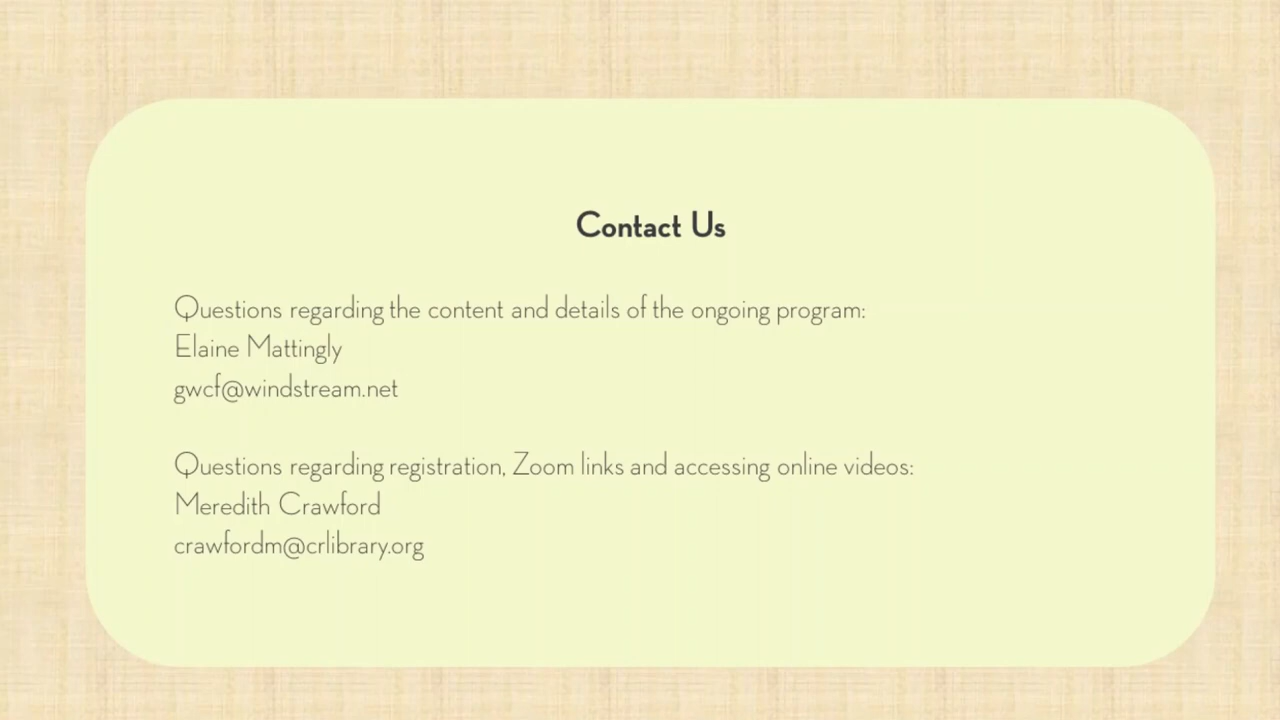 Contact Us
Questions regarding the content and details of the ongoing program:
Elaine Mattingly
gwcf@windstream.net
Questions regarding registration, Zoom links and accessing online videos:
Meredith Crawford
crawfordm@crlibrary.org